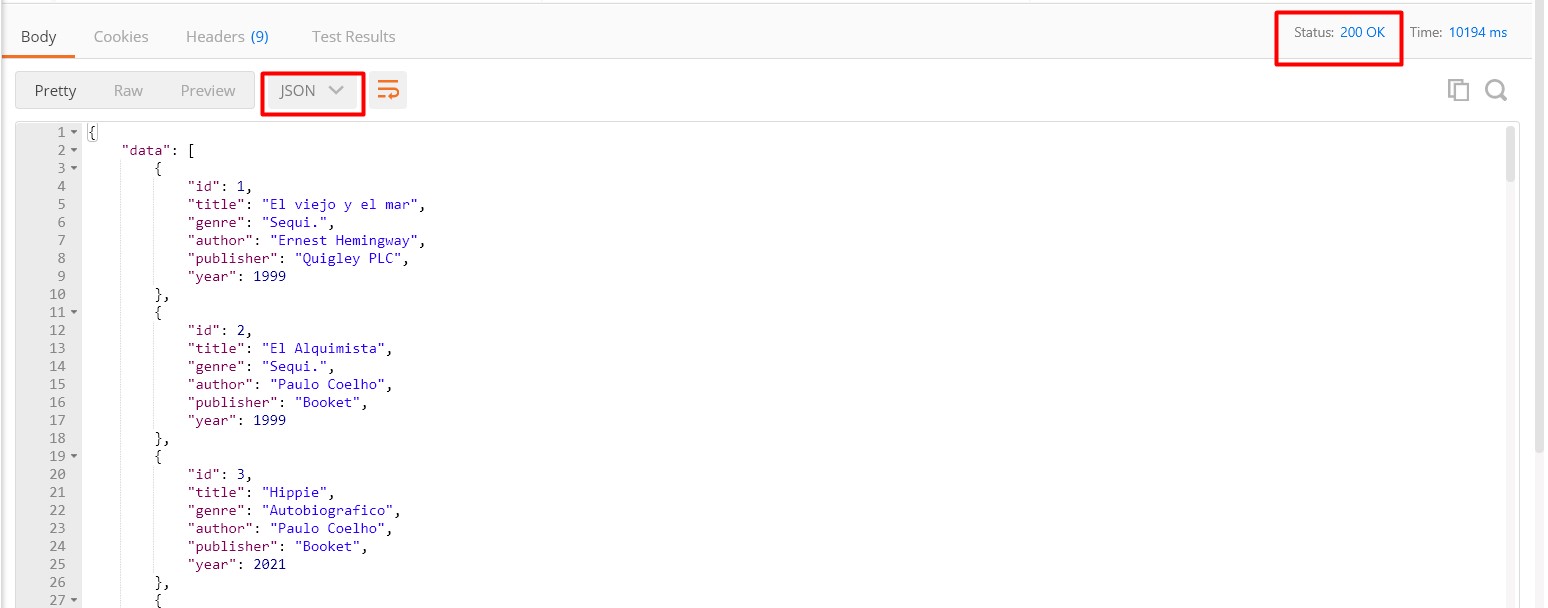 Body Cookies Headers (9) Test Results Status: 200 OK Time: 10194 ms
Pretty Raw Preview JSON
1 {
2 "data": [
3 {
4 "id": 1,
5 "title": "El viejo y el mar",
6 "genre": "Sequi.",
7 "author": "Ernest Hemingway",
8 "publisher": "Quigley PLC",
9 "year": 1999
10 },
11 {
12 "id": 2,
13 "title": "El Alquimista",
14 "genre": "Sequi.",
15 "author": "Paulo Coelho",
16 "publisher": "Booket",
17 "year": 1999
18 },
19 {
20 "id": 3,
21 "title": "Hippie",
22 "genre": "Autobiografico",
23 "author": "Paulo Coelho",
24 "publisher": "Booket",
25 "year": 2021
26 },
27 {